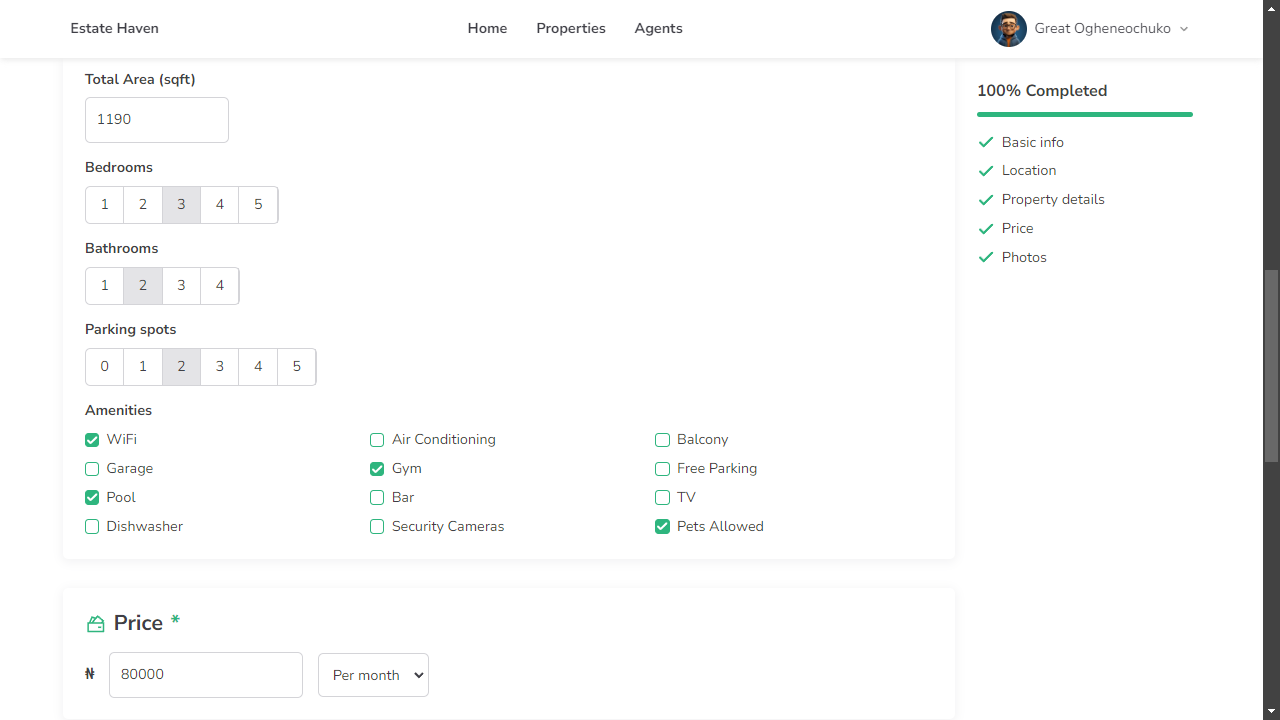 Estate Haven Home Properties Agents Great Ogheneochuko
Total Area (sqft)
1190
Bedrooms
1 2 3 4 5
Bathrooms
1 2 3 4
Parking spots
0 1 2 3 4 5
Amenities
WiFi Air Conditioning Balcony
Garage Gym Free Parking
Pool Bar TV
Dishwasher Security Cameras Pets Allowed
Price *
₦ 80000 Per month
100% Completed
Basic info
Location
Property details
Price
Photos